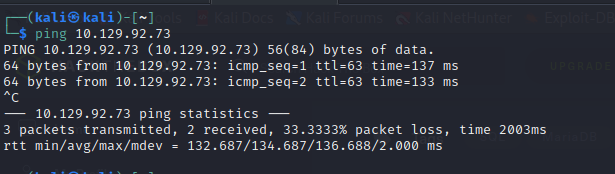 ┌──(kali㉿kali)-[~]
└─$ ping 10.129.92.73
PING 10.129.92.73 (10.129.92.73) 56(84) bytes of data.
64 bytes from 10.129.92.73: icmp_seq=1 ttl=63 time=137 ms
64 bytes from 10.129.92.73: icmp_seq=2 ttl=63 time=133 ms
^C
--- 10.129.92.73 ping statistics ---
3 packets transmitted, 2 received, 33.3333% packet loss, time 2003ms
rtt min/avg/max/mdev = 132.687/134.687/136.688/2.000 ms